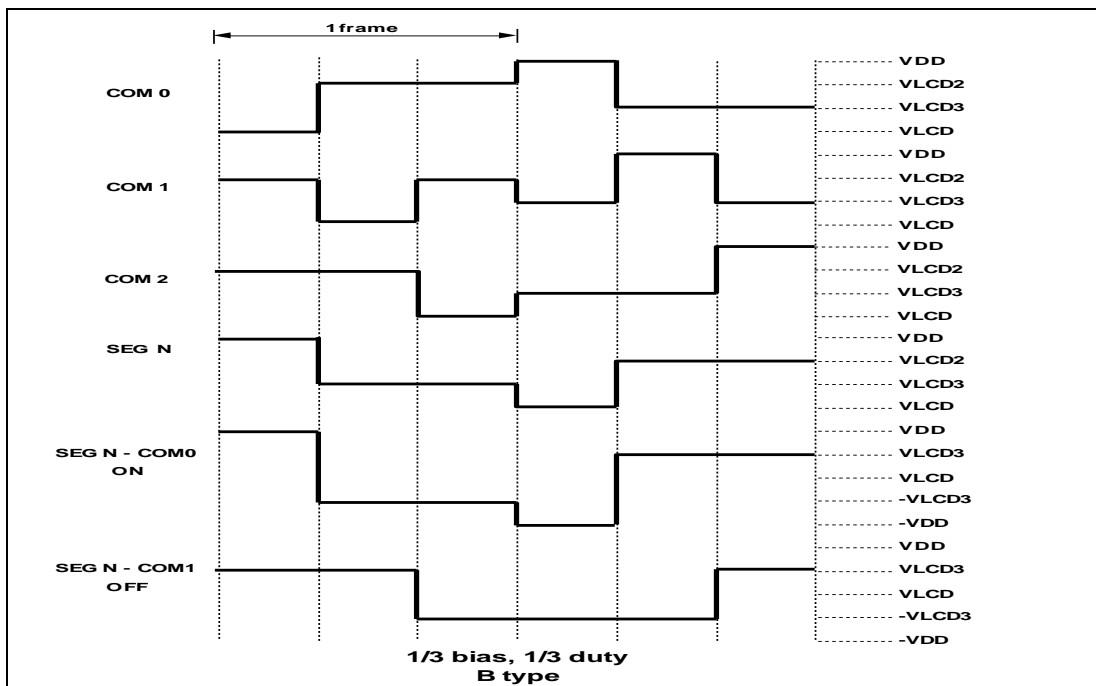 1 frame
COM 0
VDD
VLCD2
VLCD3
VLCD
COM 1
VDD
VLCD2
VLCD3
VLCD
COM 2
VDD
VLCD2
VLCD3
VLCD
SEG N
VDD
VLCD2
VLCD3
VLCD
SEG N - COM0
ON
VDD
VLCD3
VLCD
-VLCD3
-VDD
SEG N - COM1
OFF
VDD
VLCD3
VLCD
-VLCD3
-VDD
1/3 bias, 1/3 duty
B type